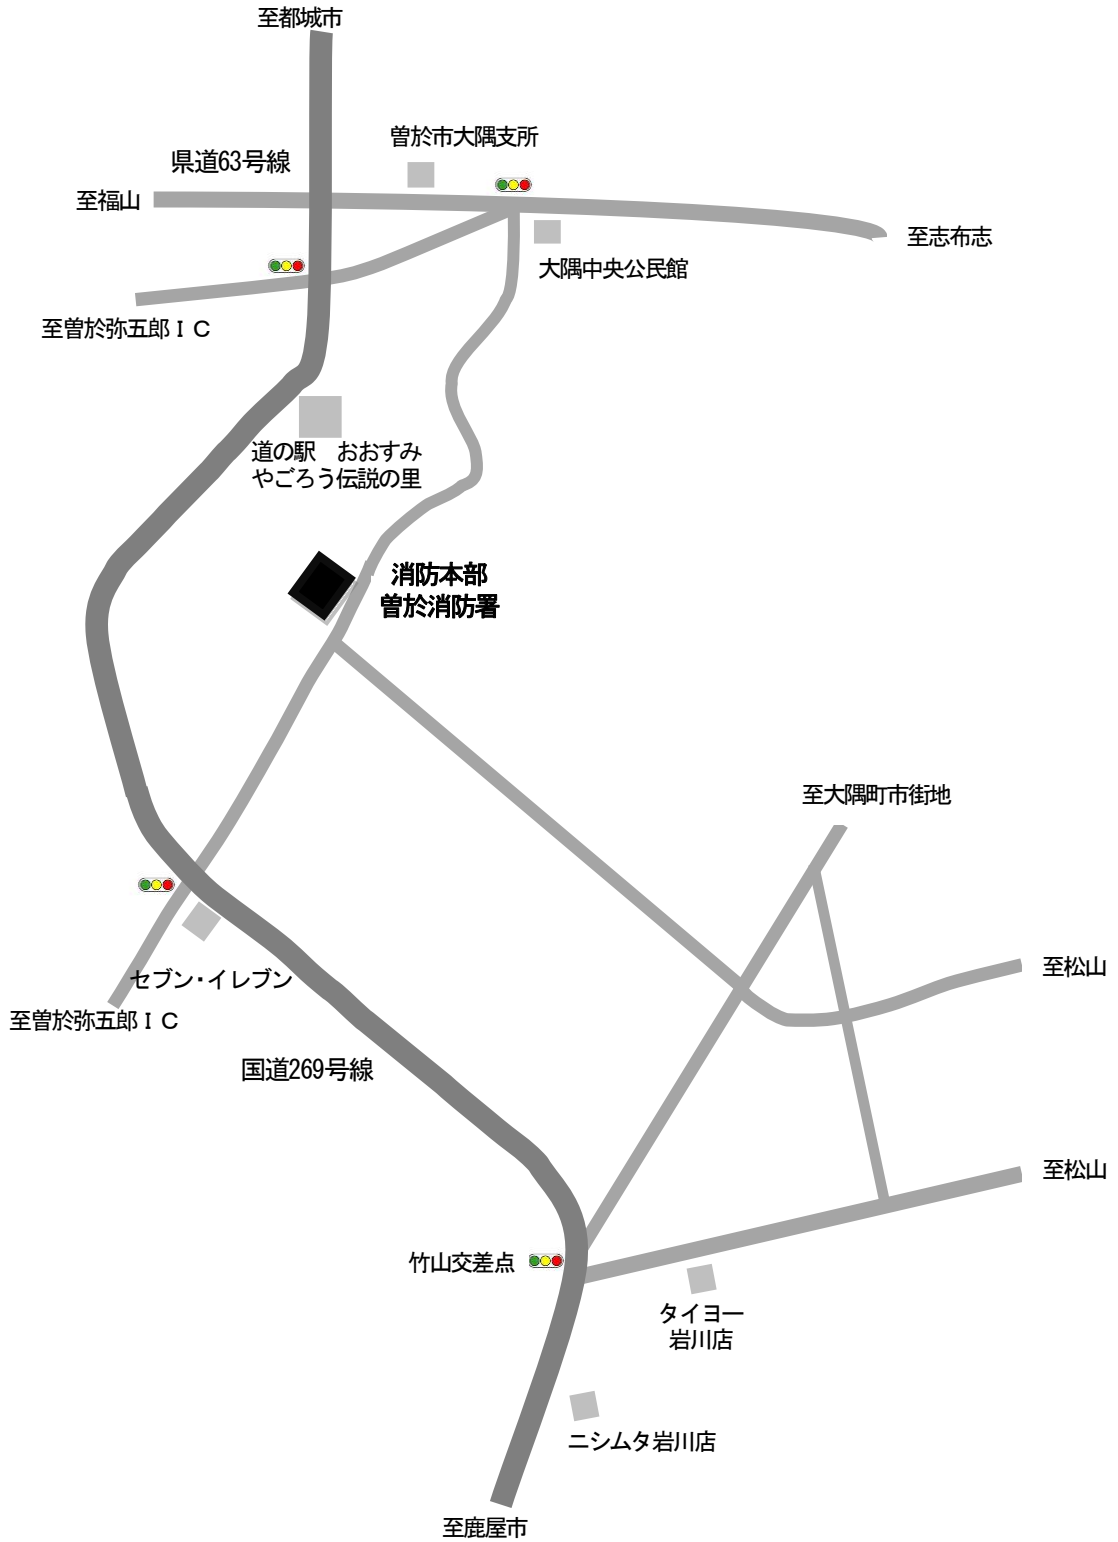 至都城市
曽於市大隅支所
県道63号線
至福山
至志布志
大隅中央公民館
至曽於弥五郎ＩＣ
道の駅　おおすみ
やごろう伝説の里
消防本部
曽於消防署
至大隅町市街地
至松山
セブン・イレブン
至曽於弥五郎ＩＣ
国道269号線
至松山
竹山交差点
タイヨー
岩川店
ニシムタ岩川店
至鹿屋市